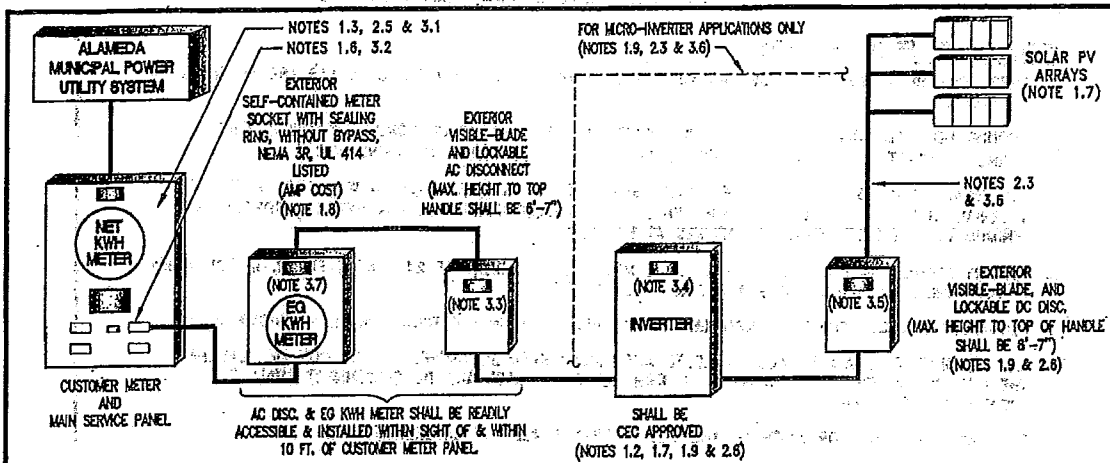 ALAMEDA
MUNICIPAL POWER
UTILITY SYSTEM
NOTES 1.3, 2.5 & 3.1
NOTES 1.6, 3.2
EXTERIOR
SELF-CONTAINED METER
SOCKET WITH SEALING
RING, WITHOUT BYPASS,
NEMA 3R, UL 414
LISTED
(AMP COST)
(NOTE 1.8)
EXTERIOR
VISIBLE-BLADE
AND LOCKABLE
AC DISCONNECT
(MAX. HEIGHT TO TOP
HANDLE SHALL BE 6'-7")
FOR MICRO-INVERTER APPLICATIONS ONLY
(NOTES 1.9, 2.3 & 3.6)
SOLAR PV
ARRAYS
(NOTE 1.7)
NOTES 2.3
& 3.6
NET
KWH
METER
(NOTE 3.7)
EG
KWH
METER
(NOTE 3.3)
(NOTE 3.4)
INVERTER
(NOTE 3.5)
EXTERIOR
VISIBLE-BLADE, AND
LOCKABLE DC DISC.
(MAX. HEIGHT TO TOP OF HANDLE
SHALL BE 6'-7")
(NOTES 1.9 & 2.6)
CUSTOMER METER
AND
MAIN SERVICE PANEL
AC DISC. & EG KWH METER SHALL BE READILY
ACCESSIBLE & INSTALLED WITHIN SIGHT OF & WITHIN
10 FT. OF CUSTOMER METER PANEL
SHALL BE
CEC APPROVED
(NOTES 1.2, 1.7, 1.9 & 2.6)